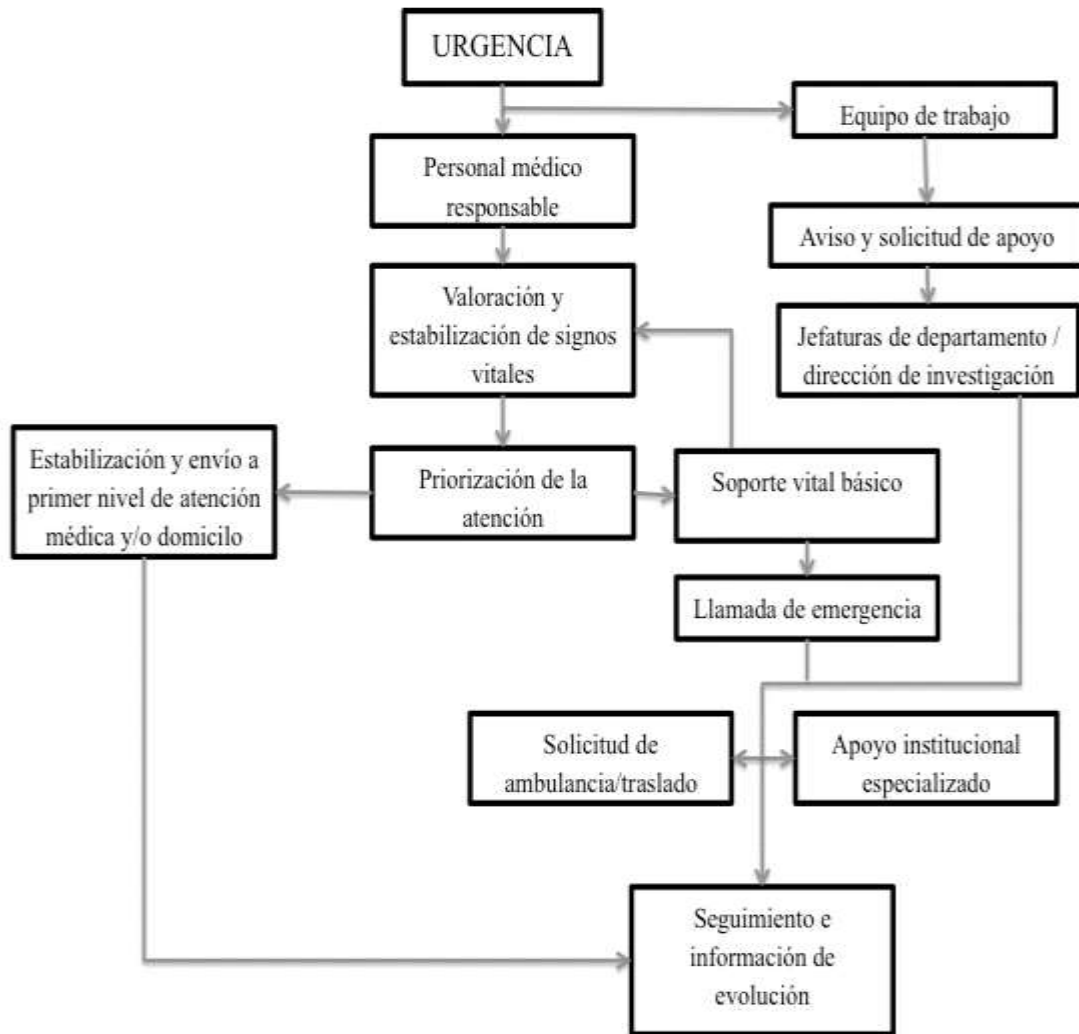 URGENCIA
Equipo de trabajo
Personal médico
responsable
Aviso y solicitud de apoyo
Valoración y
estabilización de signos
vitales
Jefaturas de departamento /
dirección de investigación
Estabilización y envío a
primer nivel de atención
médica y/o domicilo
Priorización de la
atención
Soporte vital básico
Llamada de emergencia
Solicitud de
ambulancia/traslado
Apoyo institucional
especializado
Seguimiento e
información de
evolución